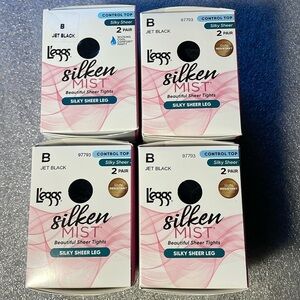 CONTROL TOP
B
Silky Sheer
JET BLACK
2 PAIR
L'eggs
silken
MIST
Beautiful Sheer Tights
SILKY SHEER LEG
CONTROL TOP
B
97793
Silky Sheer
JET BLACK
2 PAIR
L'eggs
silken
MIST
Beautiful Sheer Tights
SILKY SHEER LEG
CONTROL TOP
B
97793
Silky Sheer
JET BLACK
2 PAIR
L'eggs
silken
MIST
Beautiful Sheer Tights
SILKY SHEER LEG
CONTROL TOP
B
97793
Silky Sheer
JET BLACK
2 PAIR
L'eggs
silken
MIST
Beautiful Sheer Tights
SILKY SHEER LEG